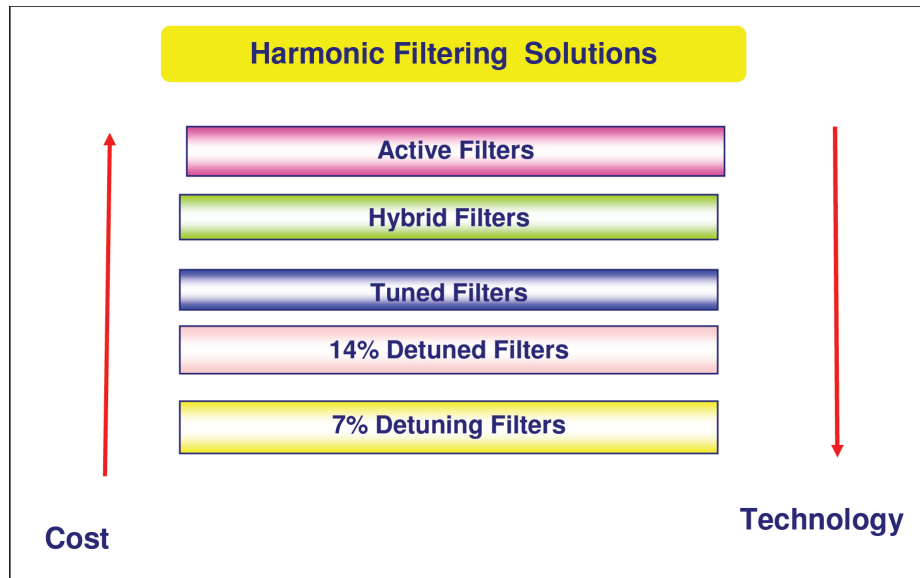 Harmonic Filtering Solutions
Active Filters
Hybrid Filters
Tuned Filters
14% Detuned Filters
7% Detuning Filters
Cost
Technology